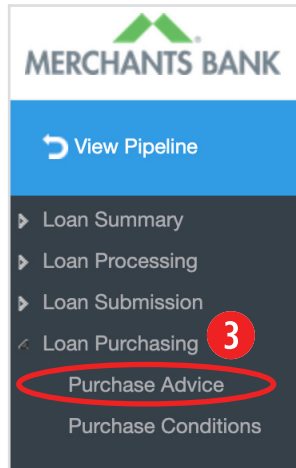 MERCHANTS BANK
View Pipeline
Loan Summary
Loan Processing
Loan Submission
Loan Purchasing 3
Purchase Advice
Purchase Conditions